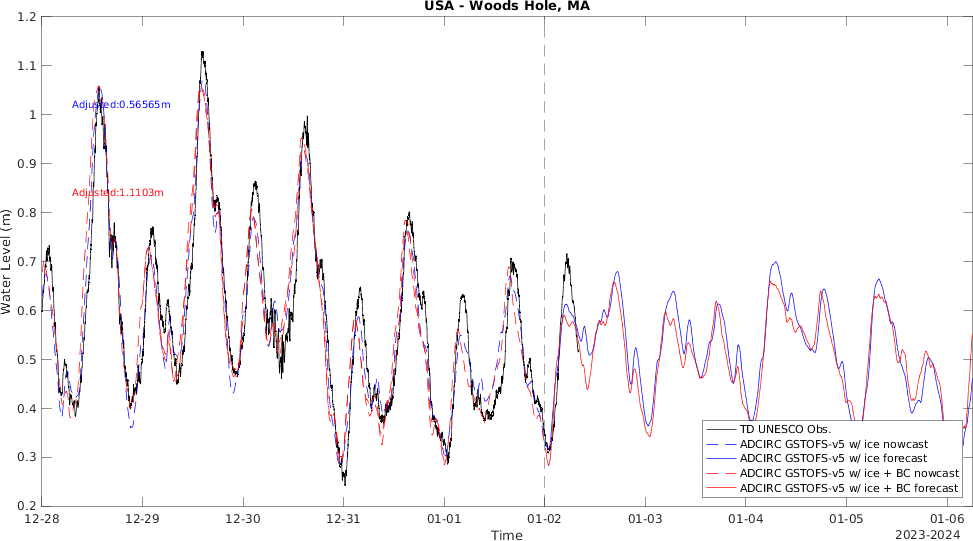 USA - Woods Hole, MA
1.2
1.1
1
0.9
0.8
0.7
0.6
0.5
0.4
0.3
0.2
Water Level (m)
Adjusted:0.56565m
Adjusted:1.1103m
TD UNESCO Obs.
ADCIRC GSTOFS-v5 w/ ice nowcast
ADCIRC GSTOFS-v5 w/ ice forecast
ADCIRC GSTOFS-v5 w/ ice + BC nowcast
ADCIRC GSTOFS-v5 w/ ice + BC forecast
12-28 12-29 12-30 12-31 01-01 01-02 01-03 01-04 01-05 01-06
Time
2023-2024